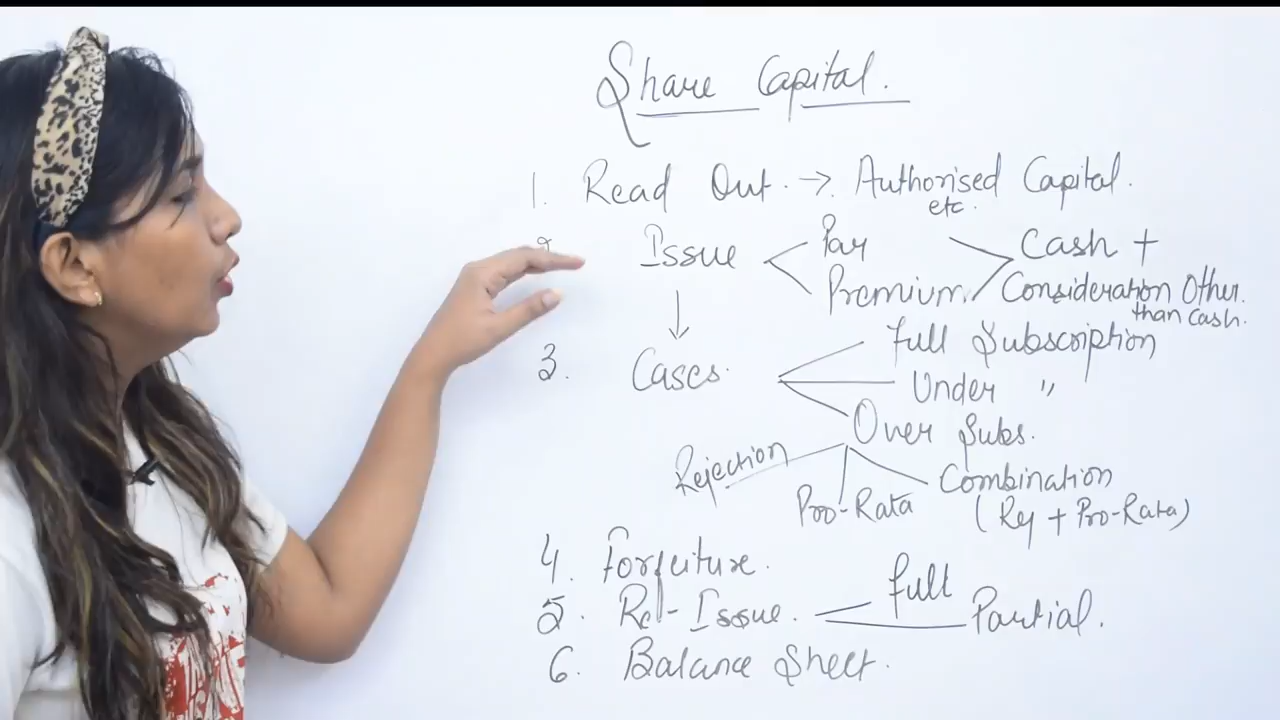 Share Capital.
1. Read Out. → Authorised Capital.
etc.
2 Issue Par Cash +
Premium Consideration Other
than cash.
3. Cases. Full Subscription
Under "
Over Subs.
Rejection Combination
Pro-Rata (Rej + Pro-Rata)
4. Forfeiture.
5. Re-Issue. Full
Partial.
6. Balance Sheet.